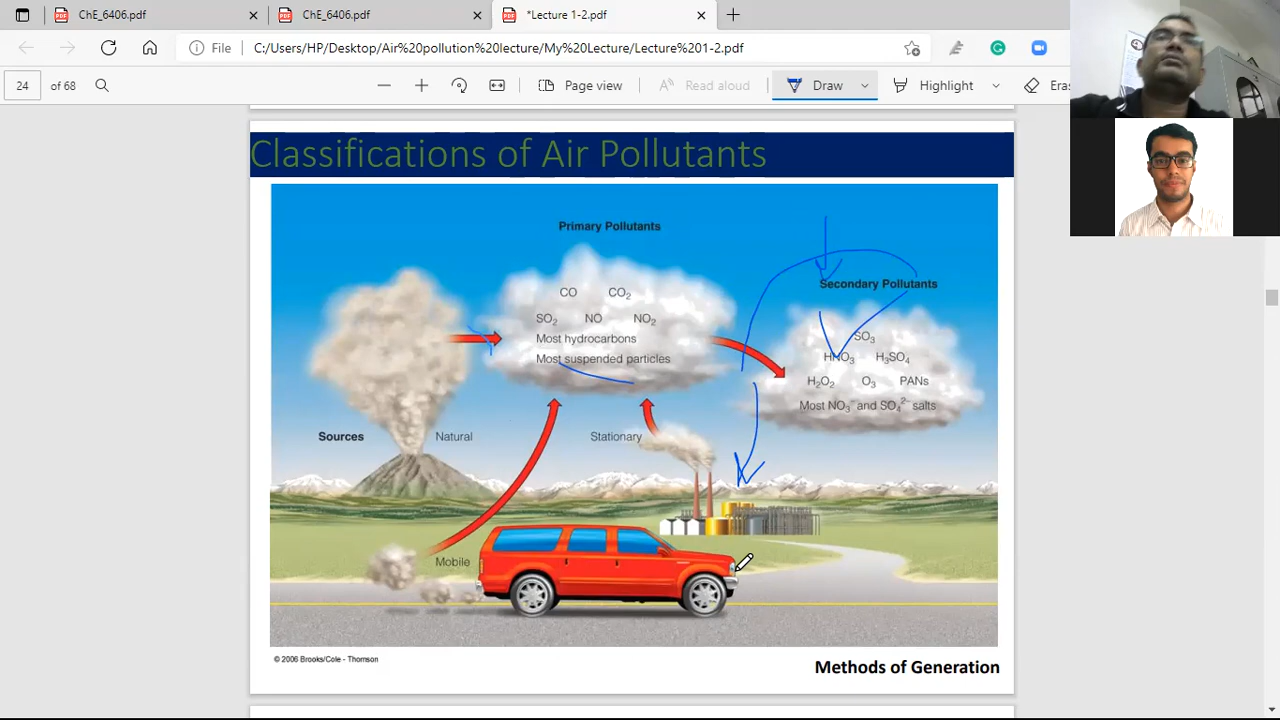 ChE_6406.pdf
ChE_6406.pdf
*Lecture 1-2.pdf
File
C:/Users/HP/Desktop/Air%20pollution%20lecture/My%20Lecture/Lecture%201-2.pdf
24 of 68
Page view
Read aloud
Draw
Highlight
Eras
Classification of Air Pollutants
Primary Pollutants
CO CO2
SO2 NO NO2
Most hydrocarbons
Most suspended particles
Secondary Pollutants
SO3
HNO3 H3SO4
H2O2 O3 PANs
Most NO3− and SO42− salts
Sources
Natural
Stationary
Mobile
© 2006 Brooks/Cole - Thomson
Methods of Generation